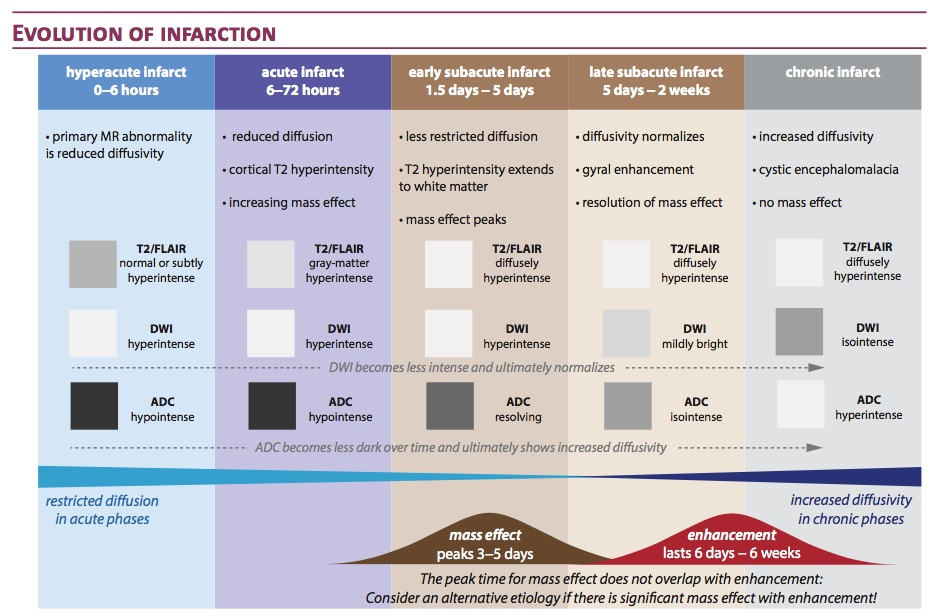 EVOLUTION OF INFARCTION
hyperacute infarct
0–6 hours
acute infarct
6–72 hours
early subacute infarct
1.5 days – 5 days
late subacute infarct
5 days – 2 weeks
chronic infarct
• primary MR abnormality
is reduced diffusivity
• reduced diffusion
• cortical T2 hyperintensity
• increasing mass effect
• less restricted diffusion
• T2 hyperintensity extends
to white matter
• mass effect peaks
• diffusivity normalizes
• gyral enhancement
• resolution of mass effect
• increased diffusivity
• cystic encephalomalacia
• no mass effect
T2/FLAIR
normal or subtly
hyperintense
T2/FLAIR
gray-matter
hyperintense
T2/FLAIR
diffusely
hyperintense
T2/FLAIR
diffusely
hyperintense
T2/FLAIR
diffusely
hyperintense
DWI
hyperintense
DWI
hyperintense
DWI
hyperintense
DWI
mildly bright
DWI
isointense
DWI becomes less intense and ultimately normalizes
ADC
hypointense
ADC
hypointense
ADC
resolving
ADC
isointense
ADC
hyperintense
ADC becomes less dark over time and ultimately shows increased diffusivity
restricted diffusion
in acute phases
increased diffusivity
in chronic phases
mass effect
peaks 3–5 days
enhancement
lasts 6 days – 6 weeks
The peak time for mass effect does not overlap with enhancement:
Consider an alternative etiology if there is significant mass effect with enhancement!